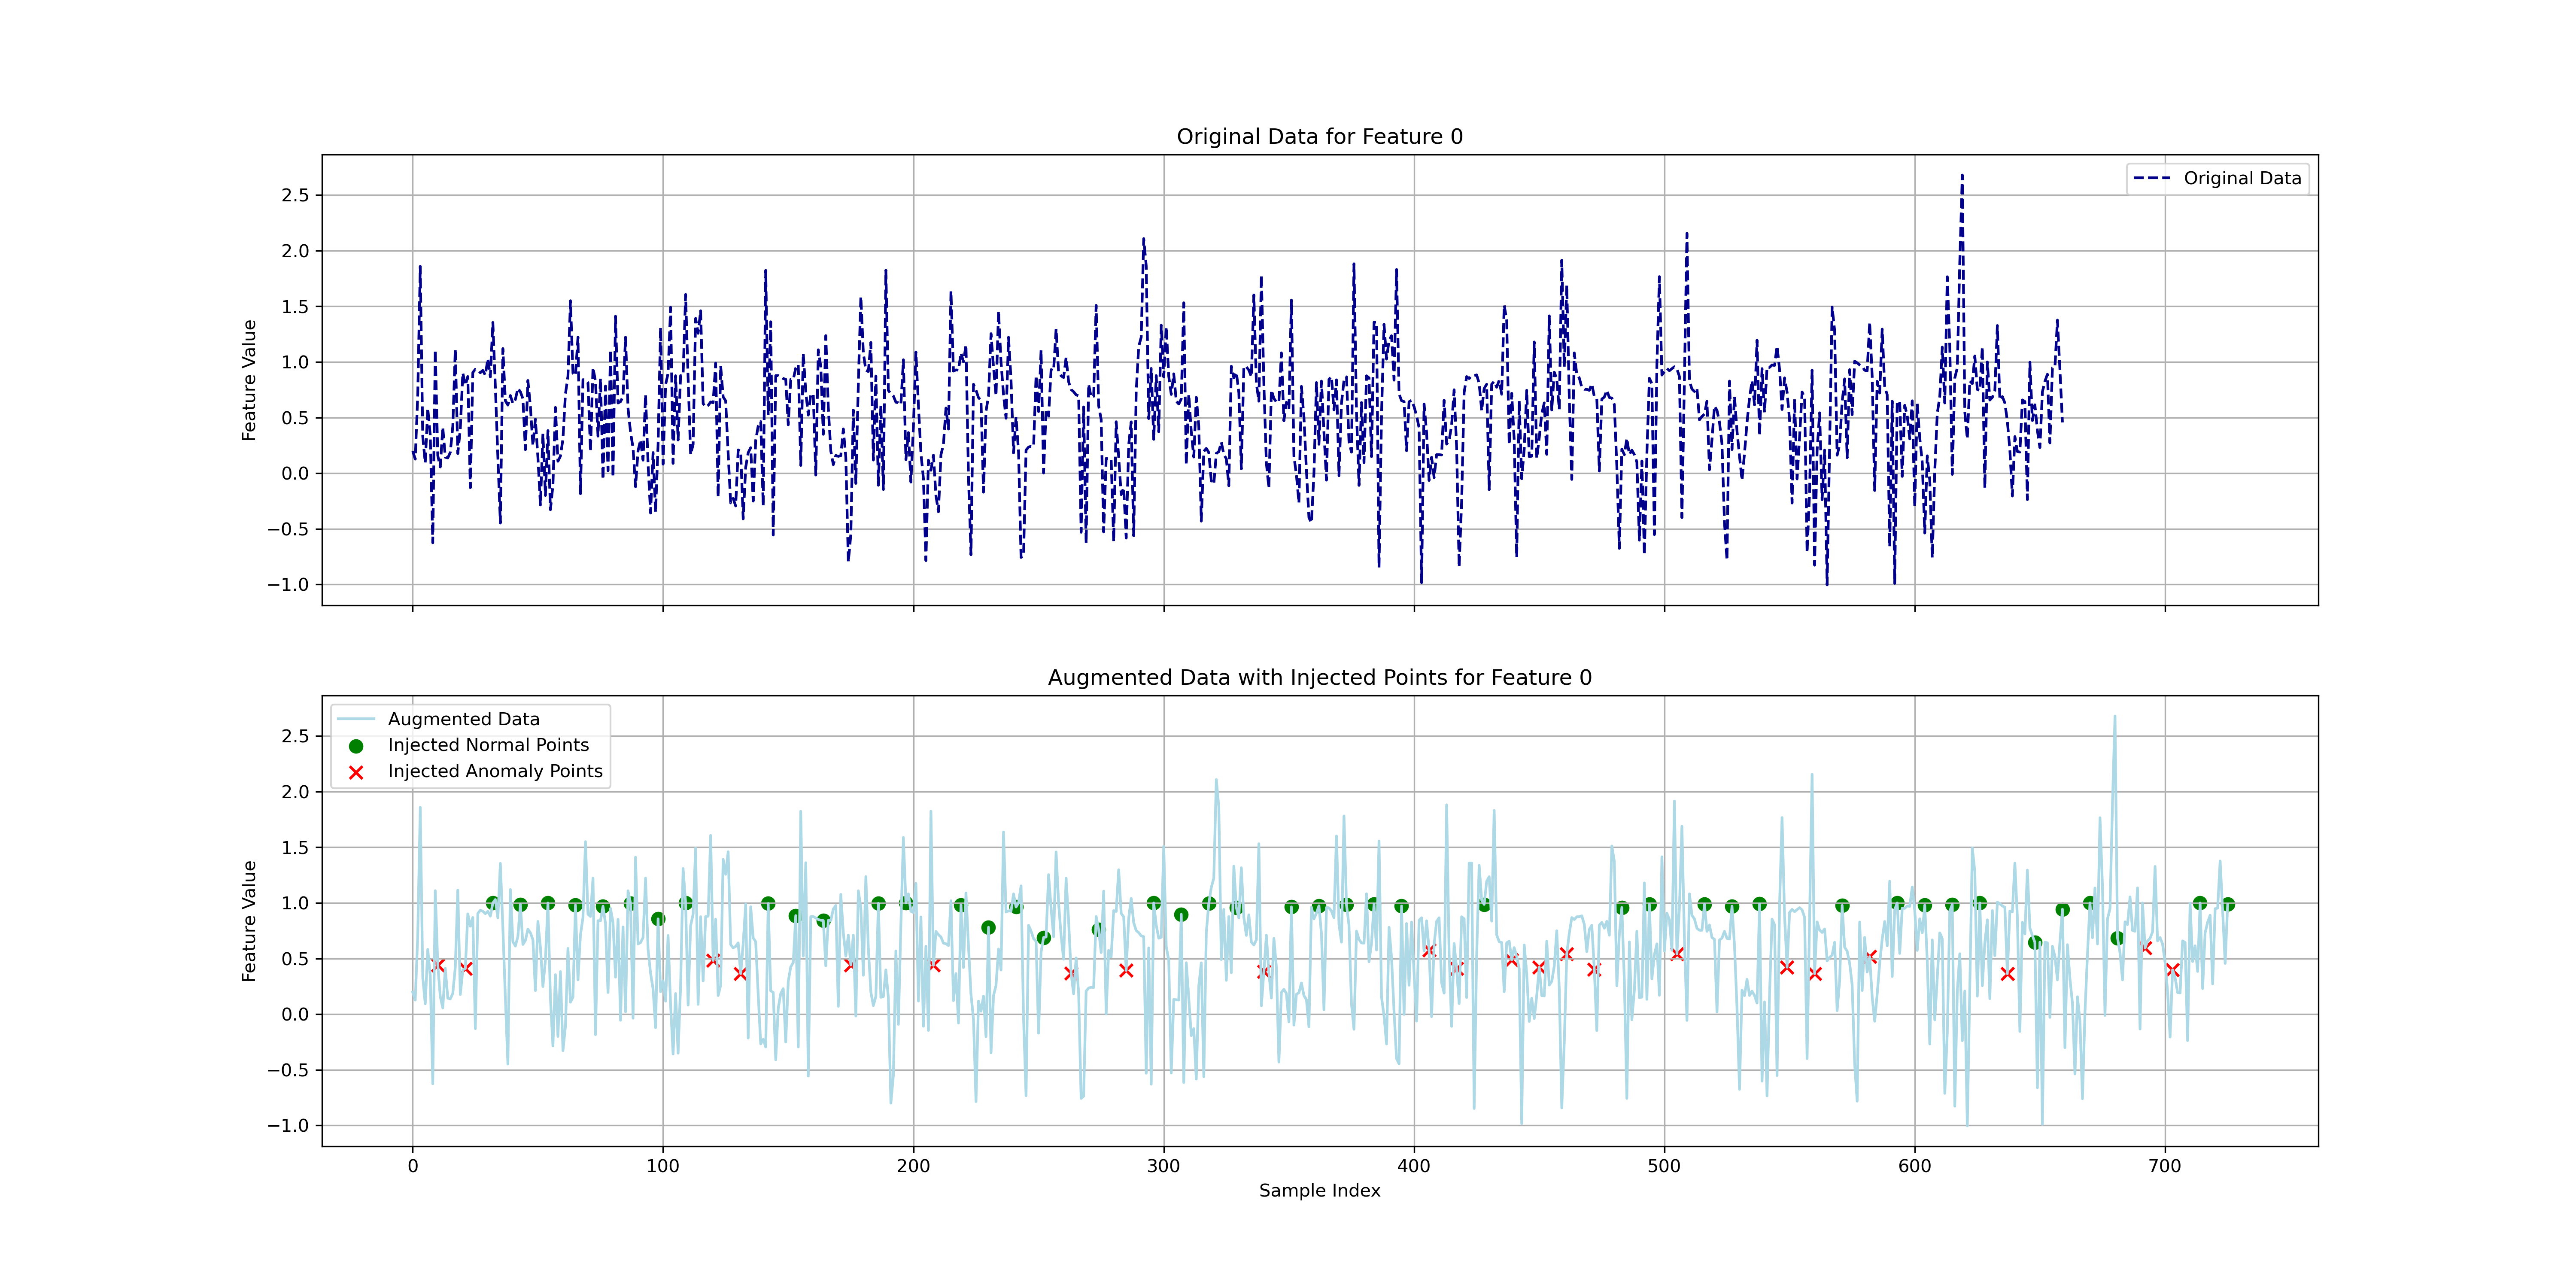 Original Data for Feature 0
Original Data
2.5
2.0
1.5
1.0
0.5
0.0
−0.5
−1.0
Feature Value
Augmented Data with Injected Points for Feature 0
Augmented Data
Injected Normal Points
Injected Anomaly Points
2.5
2.0
1.5
1.0
0.5
0.0
−0.5
−1.0
Feature Value
0 100 200 300 400 500 600 700
Sample Index